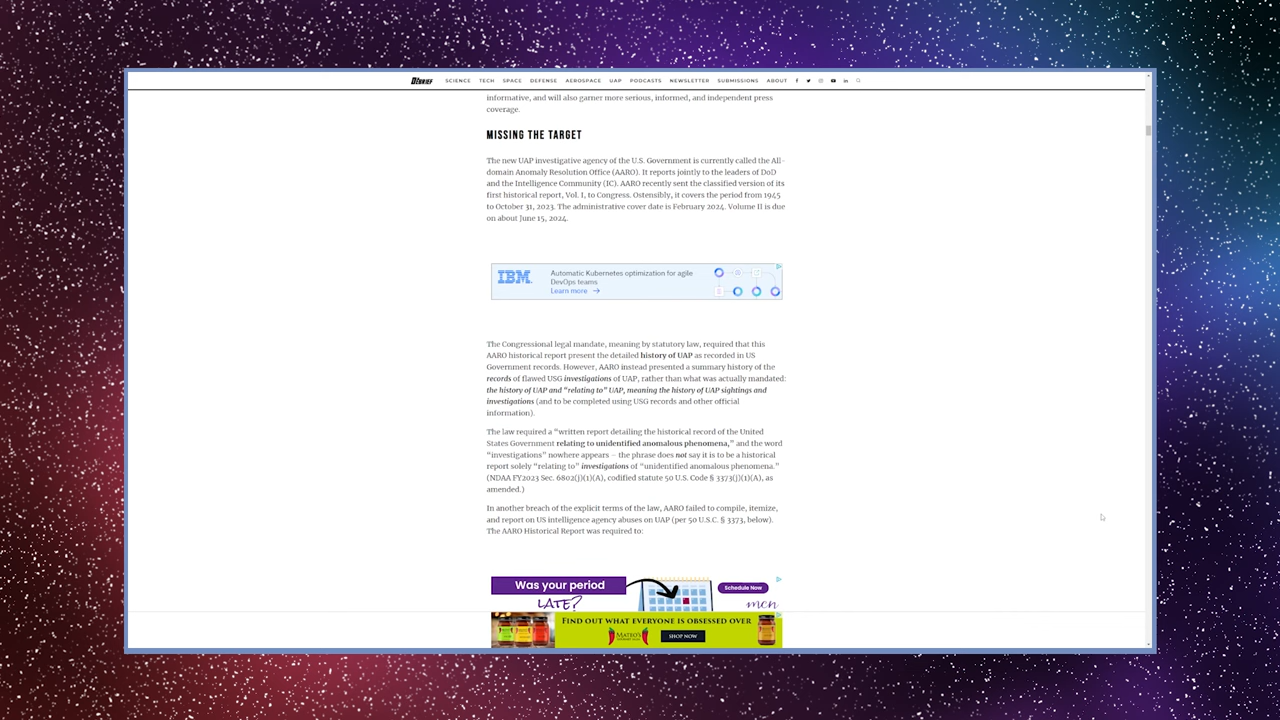 DEBRIEF SCIENCE TECH SPACE DEFENSE AEROSPACE UAP PODCASTS NEWSLETTER SUBMISSIONS ABOUT
informative, and will also garner more serious, informed, and independent press
coverage.
MISSING THE TARGET
The new UAP investigative agency of the U.S. Government is currently called the All-
domain Anomaly Resolution Office (AARO). It reports jointly to the leaders of DoD
and the Intelligence Community (IC). AARO recently sent the classified version of its
first historical report, Vol. I, to Congress. Ostensibly, it covers the period from 1945
to October 31, 2023. The administrative cover date is February 2024. Volume II is due
on about June 15, 2024.
IBM.
Automatic Kubernetes optimization for agile
DevOps teams
Learn more →
The Congressional legal mandate, meaning by statutory law, required that this
AARO historical report present the detailed history of UAP as recorded in US
Government records. However, AARO instead presented a summary history of the
records of flawed USG investigations of UAP, rather than what was actually mandated:
the history of UAP and “relating to” UAP, meaning the history of UAP sightings and
investigations (and to be completed using USG records and other official
information).
The law required a “written report detailing the historical record of the United
States Government relating to unidentified anomalous phenomena,” and the word
“investigations” nowhere appears – the phrase does not say it is to be a historical
report solely “relating to” investigations of “unidentified anomalous phenomena.”
(NDAA FY2023 Sec. 6802(j)(1)(A), codified statute 50 U.S. Code § 3373(j)(1)(A), as
amended.)
In another breach of the explicit terms of the law, AARO failed to compile, itemize,
and report on US intelligence agency abuses on UAP (per 50 U.S.C. § 3373, below).
The AARO Historical Report was required to:
Was your period
LATE?
Schedule Now
mcn
FIND OUT WHAT EVERYONE IS OBSESSED OVER
MATEO'S
SHOP NOW